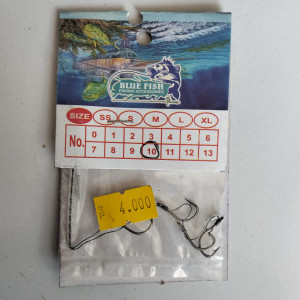 BLUE FISH
FISHING ACCESSORIES
SIZE SS S M L XL
No. 0 1 2 3 4 5 6
7 8 9 10 11 12 13
4.000